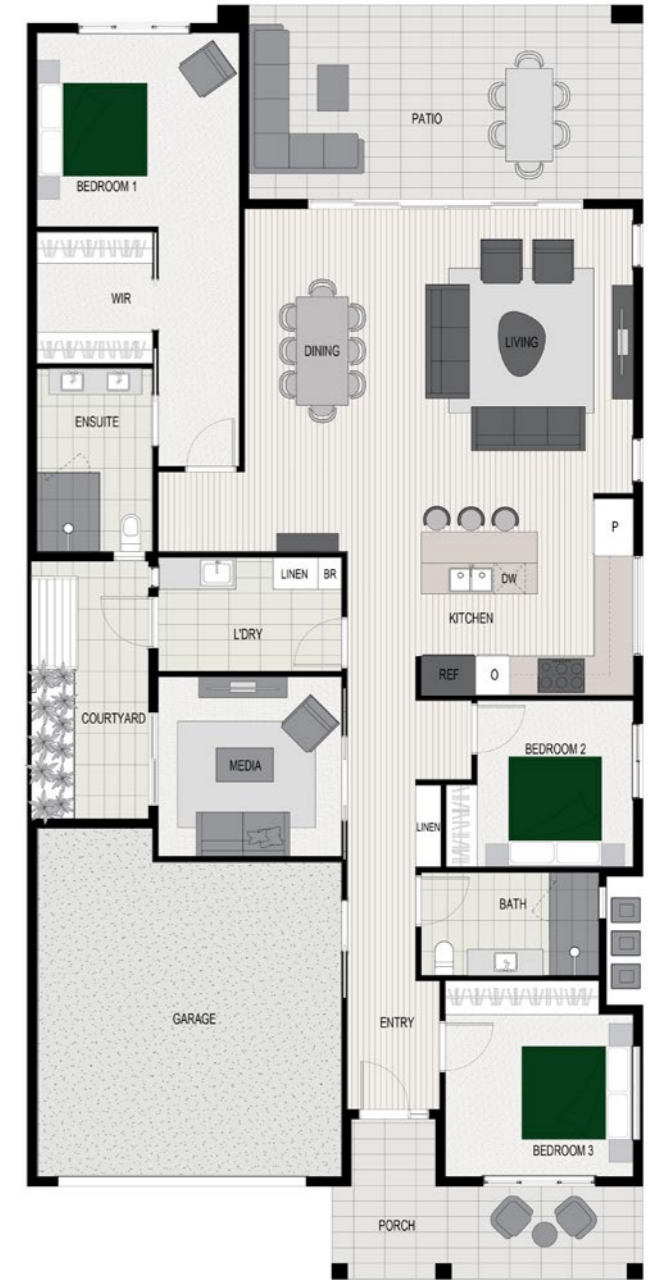 PATIO
BEDROOM 1
WIR
DINING
LIVING
ENSUITE
P
LINEN
BR
DW
KITCHEN
L'DRY
REF
O
COURTYARD
BEDROOM 2
MEDIA
LINEN
BATH
GARAGE
ENTRY
BEDROOM 3
PORCH